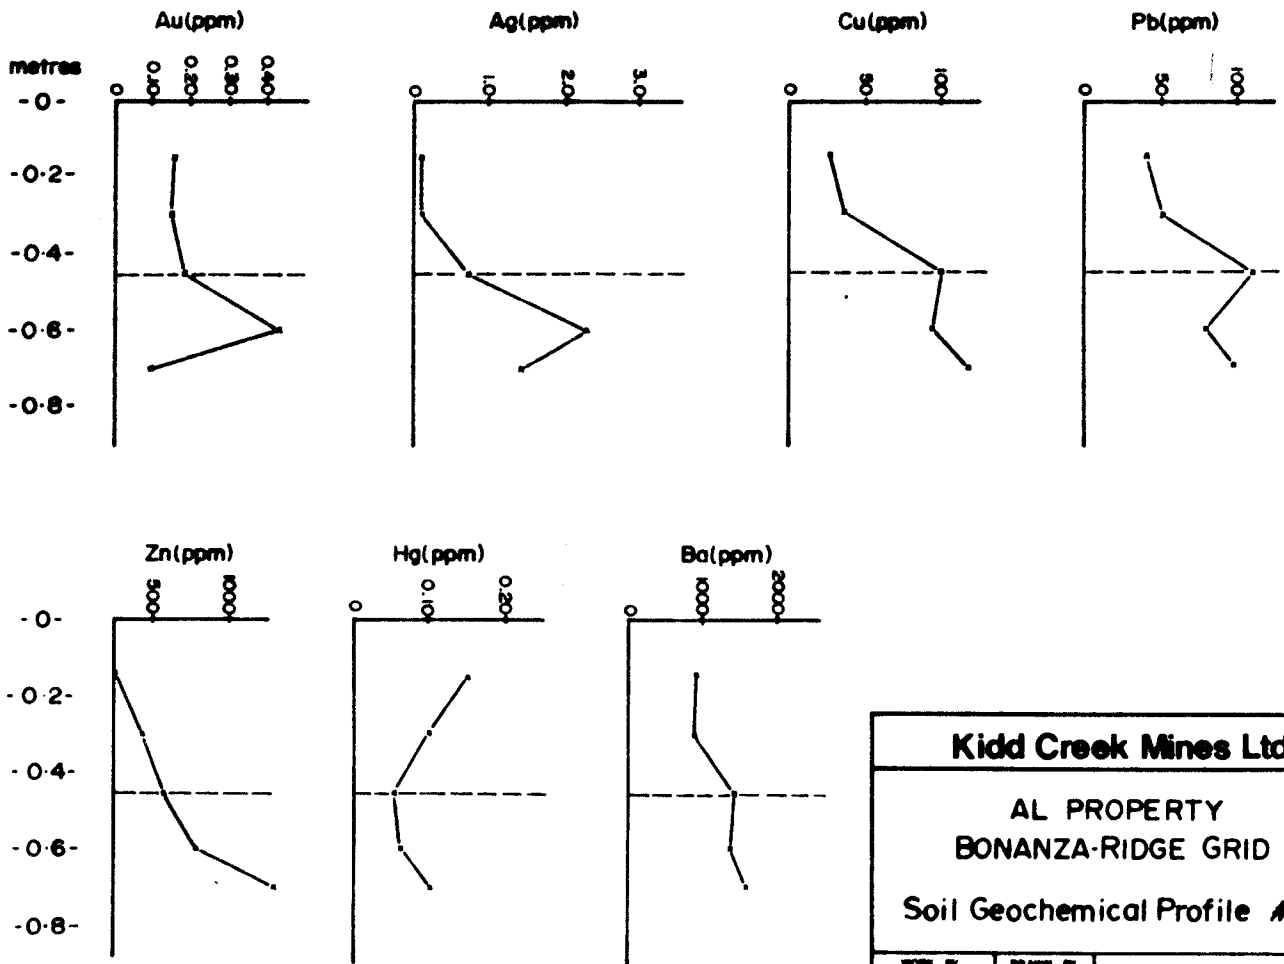 Au(ppm) Ag(ppm) Cu(ppm) Pb(ppm)
metres
0 0.10 0.20 0.30 0.40 0 1.0 2.0 3.0 0 50 100 0 50 100
-0-
-0.2-
-0.4-
-0.6-
-0.8-
Zn(ppm) Hg(ppm) Ba(ppm)
500 1000 0 0.10 0.20 0 1000 2000
-0-
-0.2-
-0.4-
-0.6-
-0.8-
Kidd Creek Mines Ltd
AL PROPERTY
BONANZA-RIDGE GRID
Soil Geochemical Profile